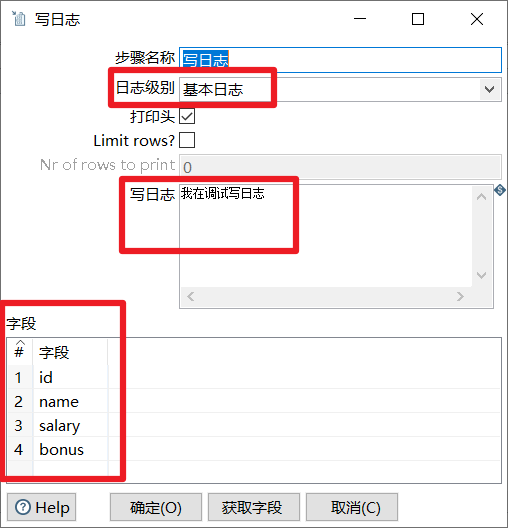 写日志
步骤名称 写日志
日志级别 基本日志
打印头
Limit rows?
Nr of rows to print 0
写日志 我在调试写日志
字段
# 字段
1 id
2 name
3 salary
4 bonus
Help 确定(O) 获取字段 取消(C)